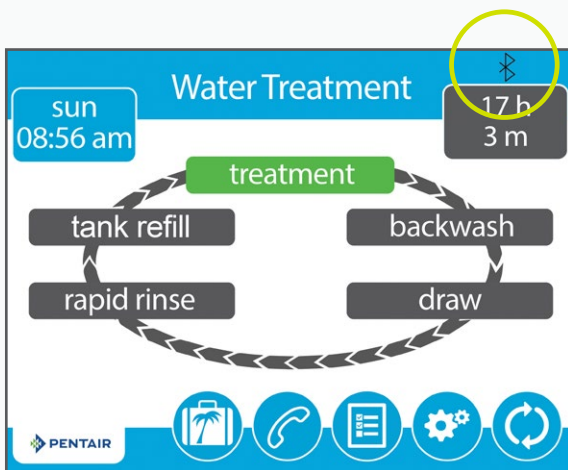 Water Treatment
sun
08:56 am
17 h
3 m
treatment
tank refill
backwash
rapid rinse
draw
PENTAIR